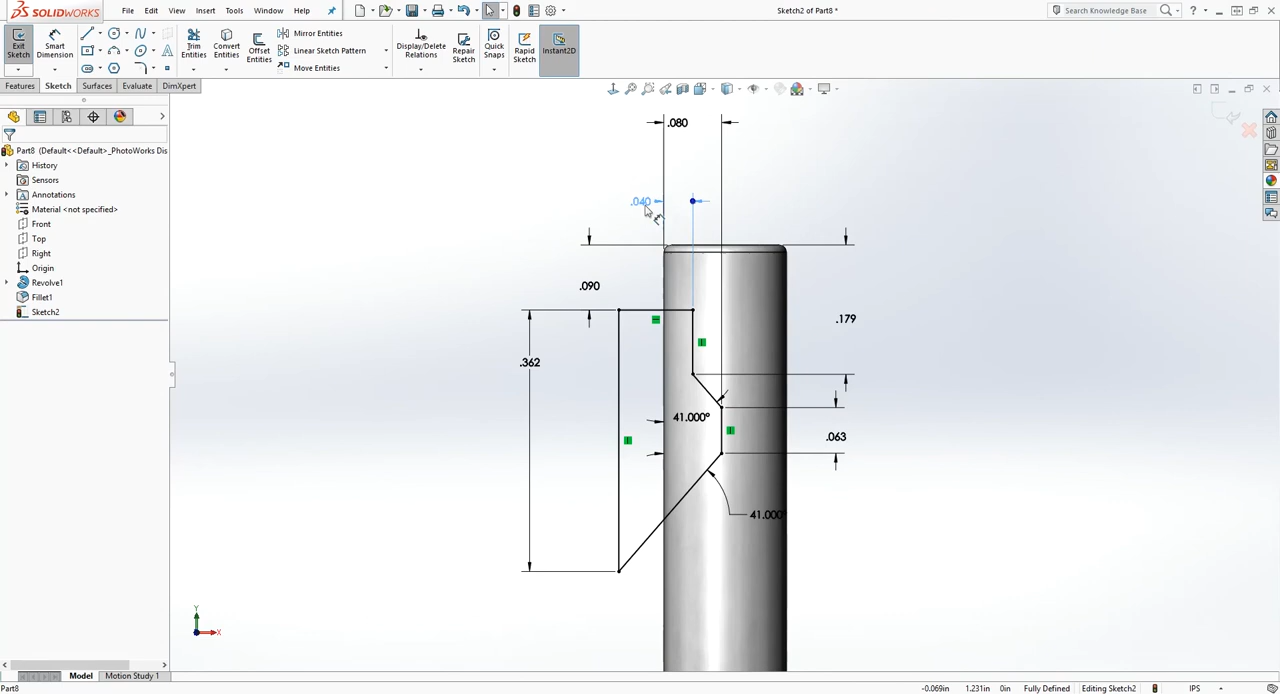 SOLIDWORKS
File
Edit
View
Insert
Tools
Window
Help
Sketch2 of Part8 *
Search Knowledge Base
Exit Sketch
Smart Dimension
Trim Entities
Convert Entities
Offset Entities
Mirror Entities
Linear Sketch Pattern
Move Entities
Display/Delete Relations
Repair Sketch
Quick Snaps
Rapid Sketch
Instant2D
Features
Sketch
Surfaces
Evaluate
DimXpert
Part8 (Default<<Default>_PhotoWorks Dis
History
Sensors
Annotations
Material <not specified>
Front
Top
Right
Origin
Revolve1
Fillet1
Sketch2
.080
.040
.090
.179
.362
41.000°
.063
41.000°
Y
X
Model
Motion Study 1
Part8
-0.069in
1.231in
0in
Fully Defined
Editing Sketch2
IPS